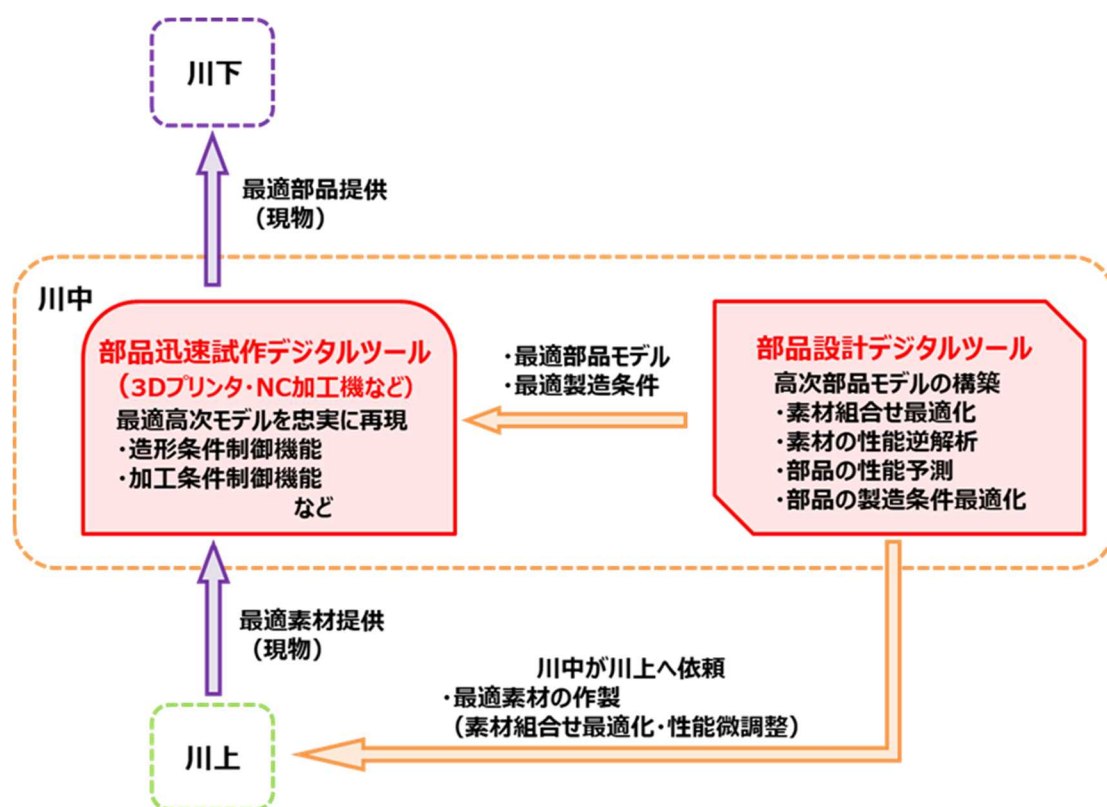 川下
最適部品提供
（現物）
川中
部品迅速試作デジタルツール
（3Dプリンタ・NC加工機など）
最適高次モデルを忠実に再現
・造形条件制御機能
・加工条件制御機能
など
・最適部品モデル
・最適製造条件
部品設計デジタルツール
高次部品モデルの構築
・素材組合せ最適化
・素材の性能逆解析
・部品の性能予測
・部品の製造条件最適化
最適素材提供
（現物）
川中が川上へ依頼
・最適素材の作製
（素材組合せ最適化・性能微調整）
川上